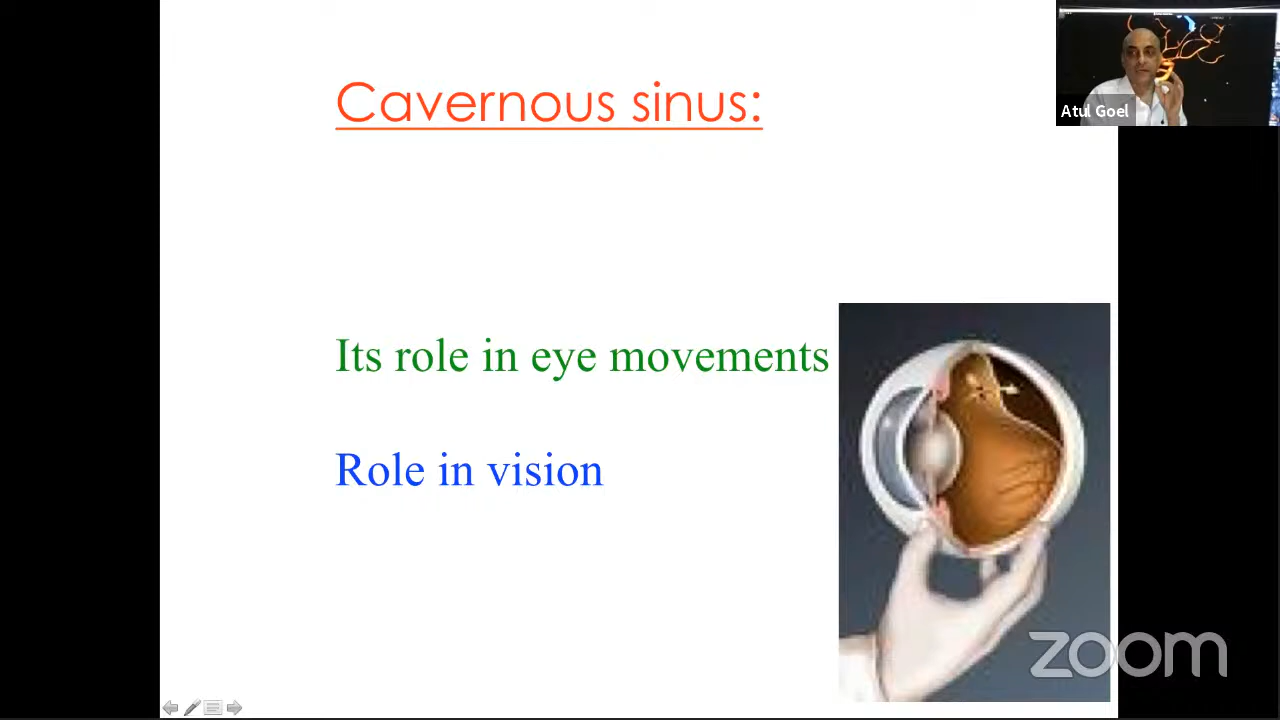 Cavernous sinus:
Atul Goel
Its role in eye movements
Role in vision
zoom